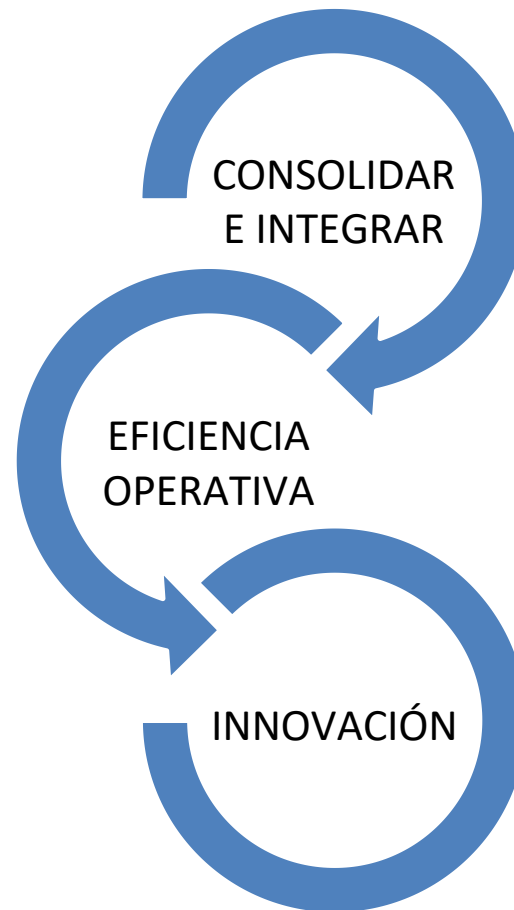 CONSOLIDAR
E INTEGRAR
EFICIENCIA
OPERATIVA
INNOVACIÓN